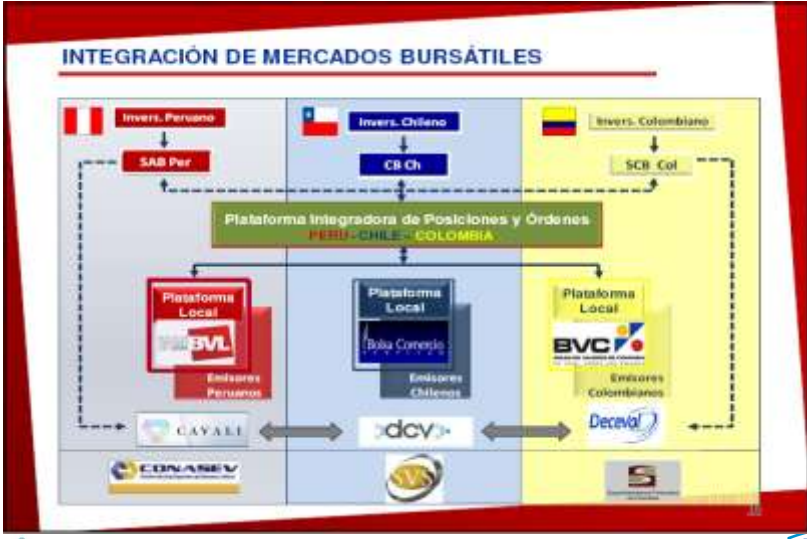 INTEGRACIÓN DE MERCADOS BURSÁTILES
Invers. Peruano
Invers. Chileno
Invers. Colombiano
SAB Per
CB Ch
SCB Col
Plataforma Integradora de Posiciones y Órdenes
PERU - CHILE - COLOMBIA
Plataforma
Local
BVL
Emisores
Peruanos
Plataforma
Local
Bolsa Comercio
Emisores
Chilenos
Plataforma
Local
BVC
Emisores
Colombianos
CAVALI
dcv
Deceval
CONASEV
SVS
S